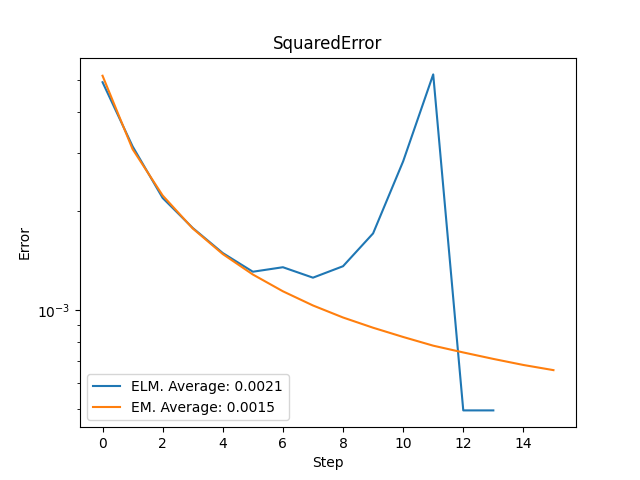 SquaredError
Error
10⁻³
ELM. Average: 0.0021
EM. Average: 0.0015
0 2 4 6 8 10 12 14
Step